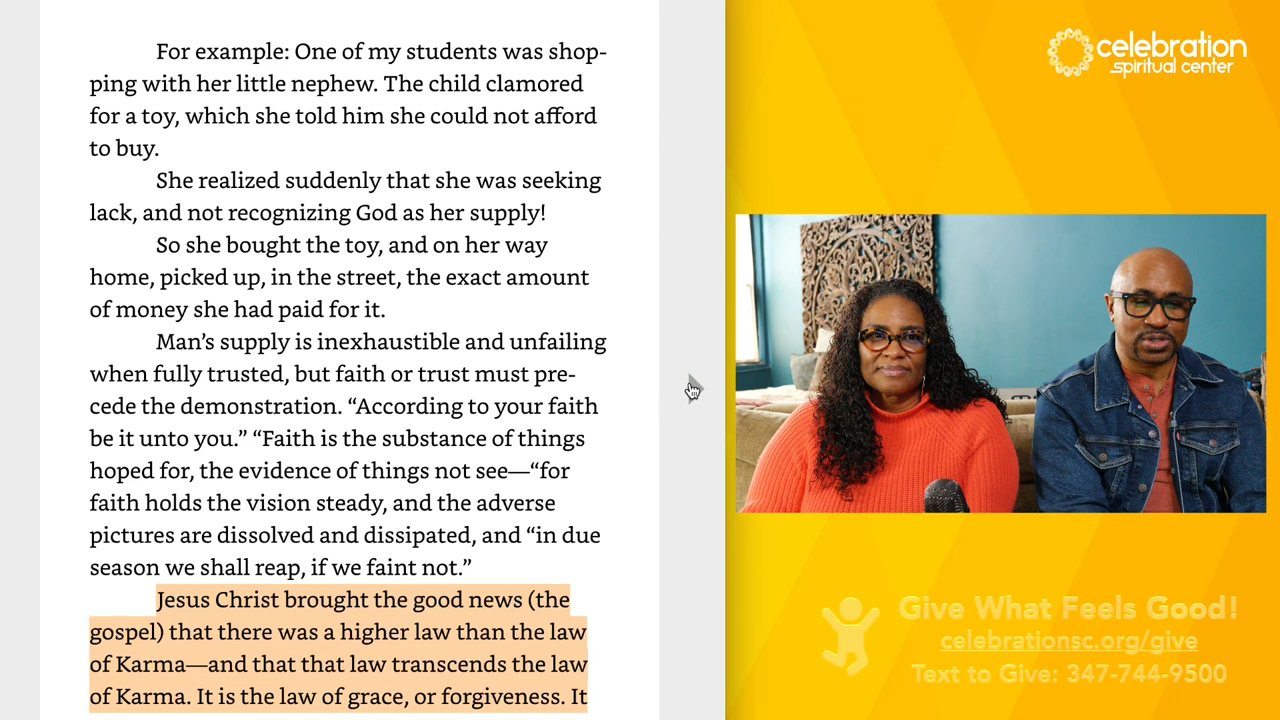 For example: One of my students was shop-
ping with her little nephew. The child clamored
for a toy, which she told him she could not afford
to buy.
She realized suddenly that she was seeking
lack, and not recognizing God as her supply!
So she bought the toy, and on her way
home, picked up, in the street, the exact amount
of money she had paid for it.
Man’s supply is inexhaustible and unfailing
when fully trusted, but faith or trust must pre-
cede the demonstration. “According to your faith
be it unto you.” “Faith is the substance of things
hoped for, the evidence of things not see—“for
faith holds the vision steady, and the adverse
pictures are dissolved and dissipated, and “in due
season we shall reap, if we faint not.”
Jesus Christ brought the good news (the
gospel) that there was a higher law than the law
of Karma—and that that law transcends the law
of Karma. It is the law of grace, or forgiveness. It
celebration
spiritual center
Give What Feels Good!
celebrationsc.org/give
Text to Give: 347-744-9500